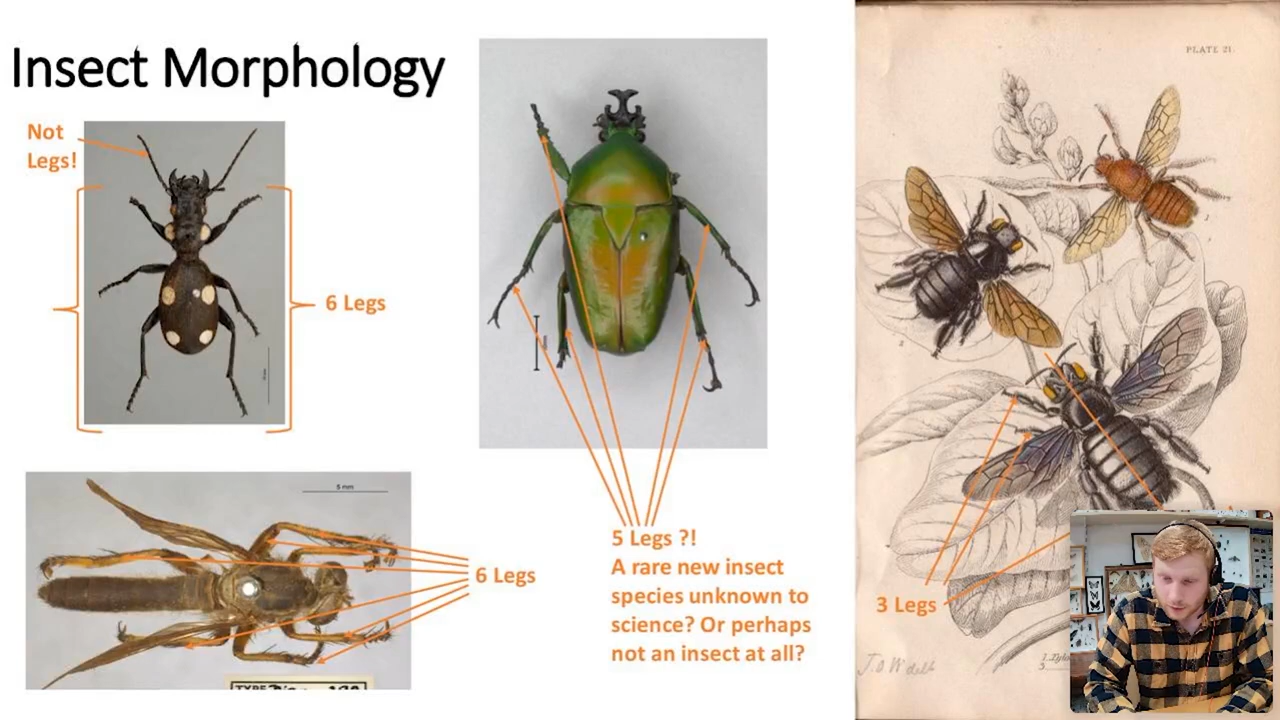 Insect Morphology
Not
Legs!
6 Legs
5 mm
6 Legs
5 Legs ?!
A rare new insect
species unknown to
science? Or perhaps
not an insect at all?
PLATE 21.
3 Legs